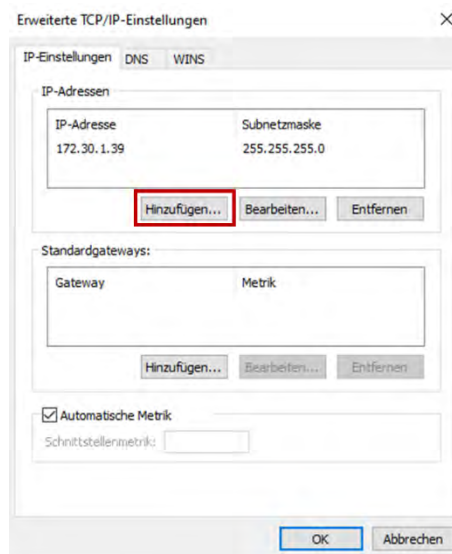 Erweiterte TCP/IP-Einstellungen
IP-Einstellungen DNS WINS
IP-Adressen
IP-Adresse Subnetzmaske
172.30.1.39 255.255.255.0
Hinzufügen... Bearbeiten... Entfernen
Standardgateways:
Gateway Metrik
Hinzufügen... Bearbeiten... Entfernen
Automatische Metrik
Schnittstellenmetrik:
OK Abbrechen